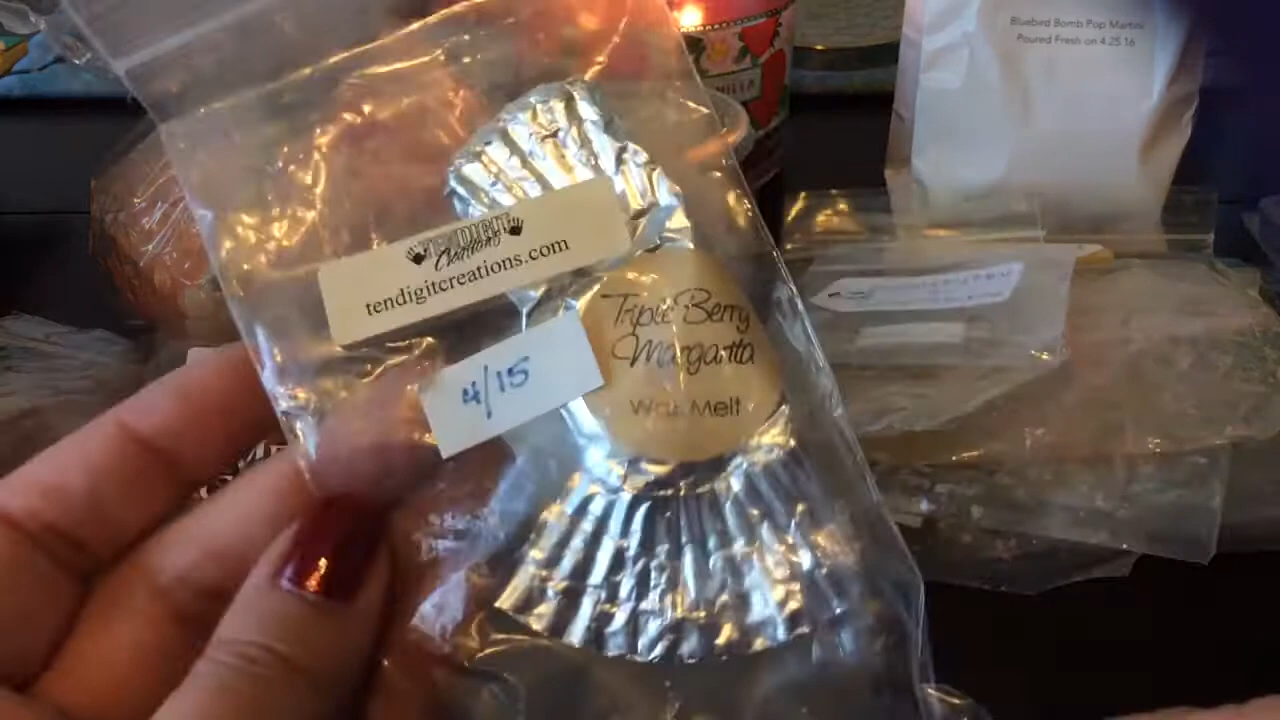 Bluebird Bomb Pop Martini
Poured Fresh on 4.25.16
TENDIGIT
Creations
tendigitcreations.com
Triple Berry
Margarita
Wax Melt
4/15